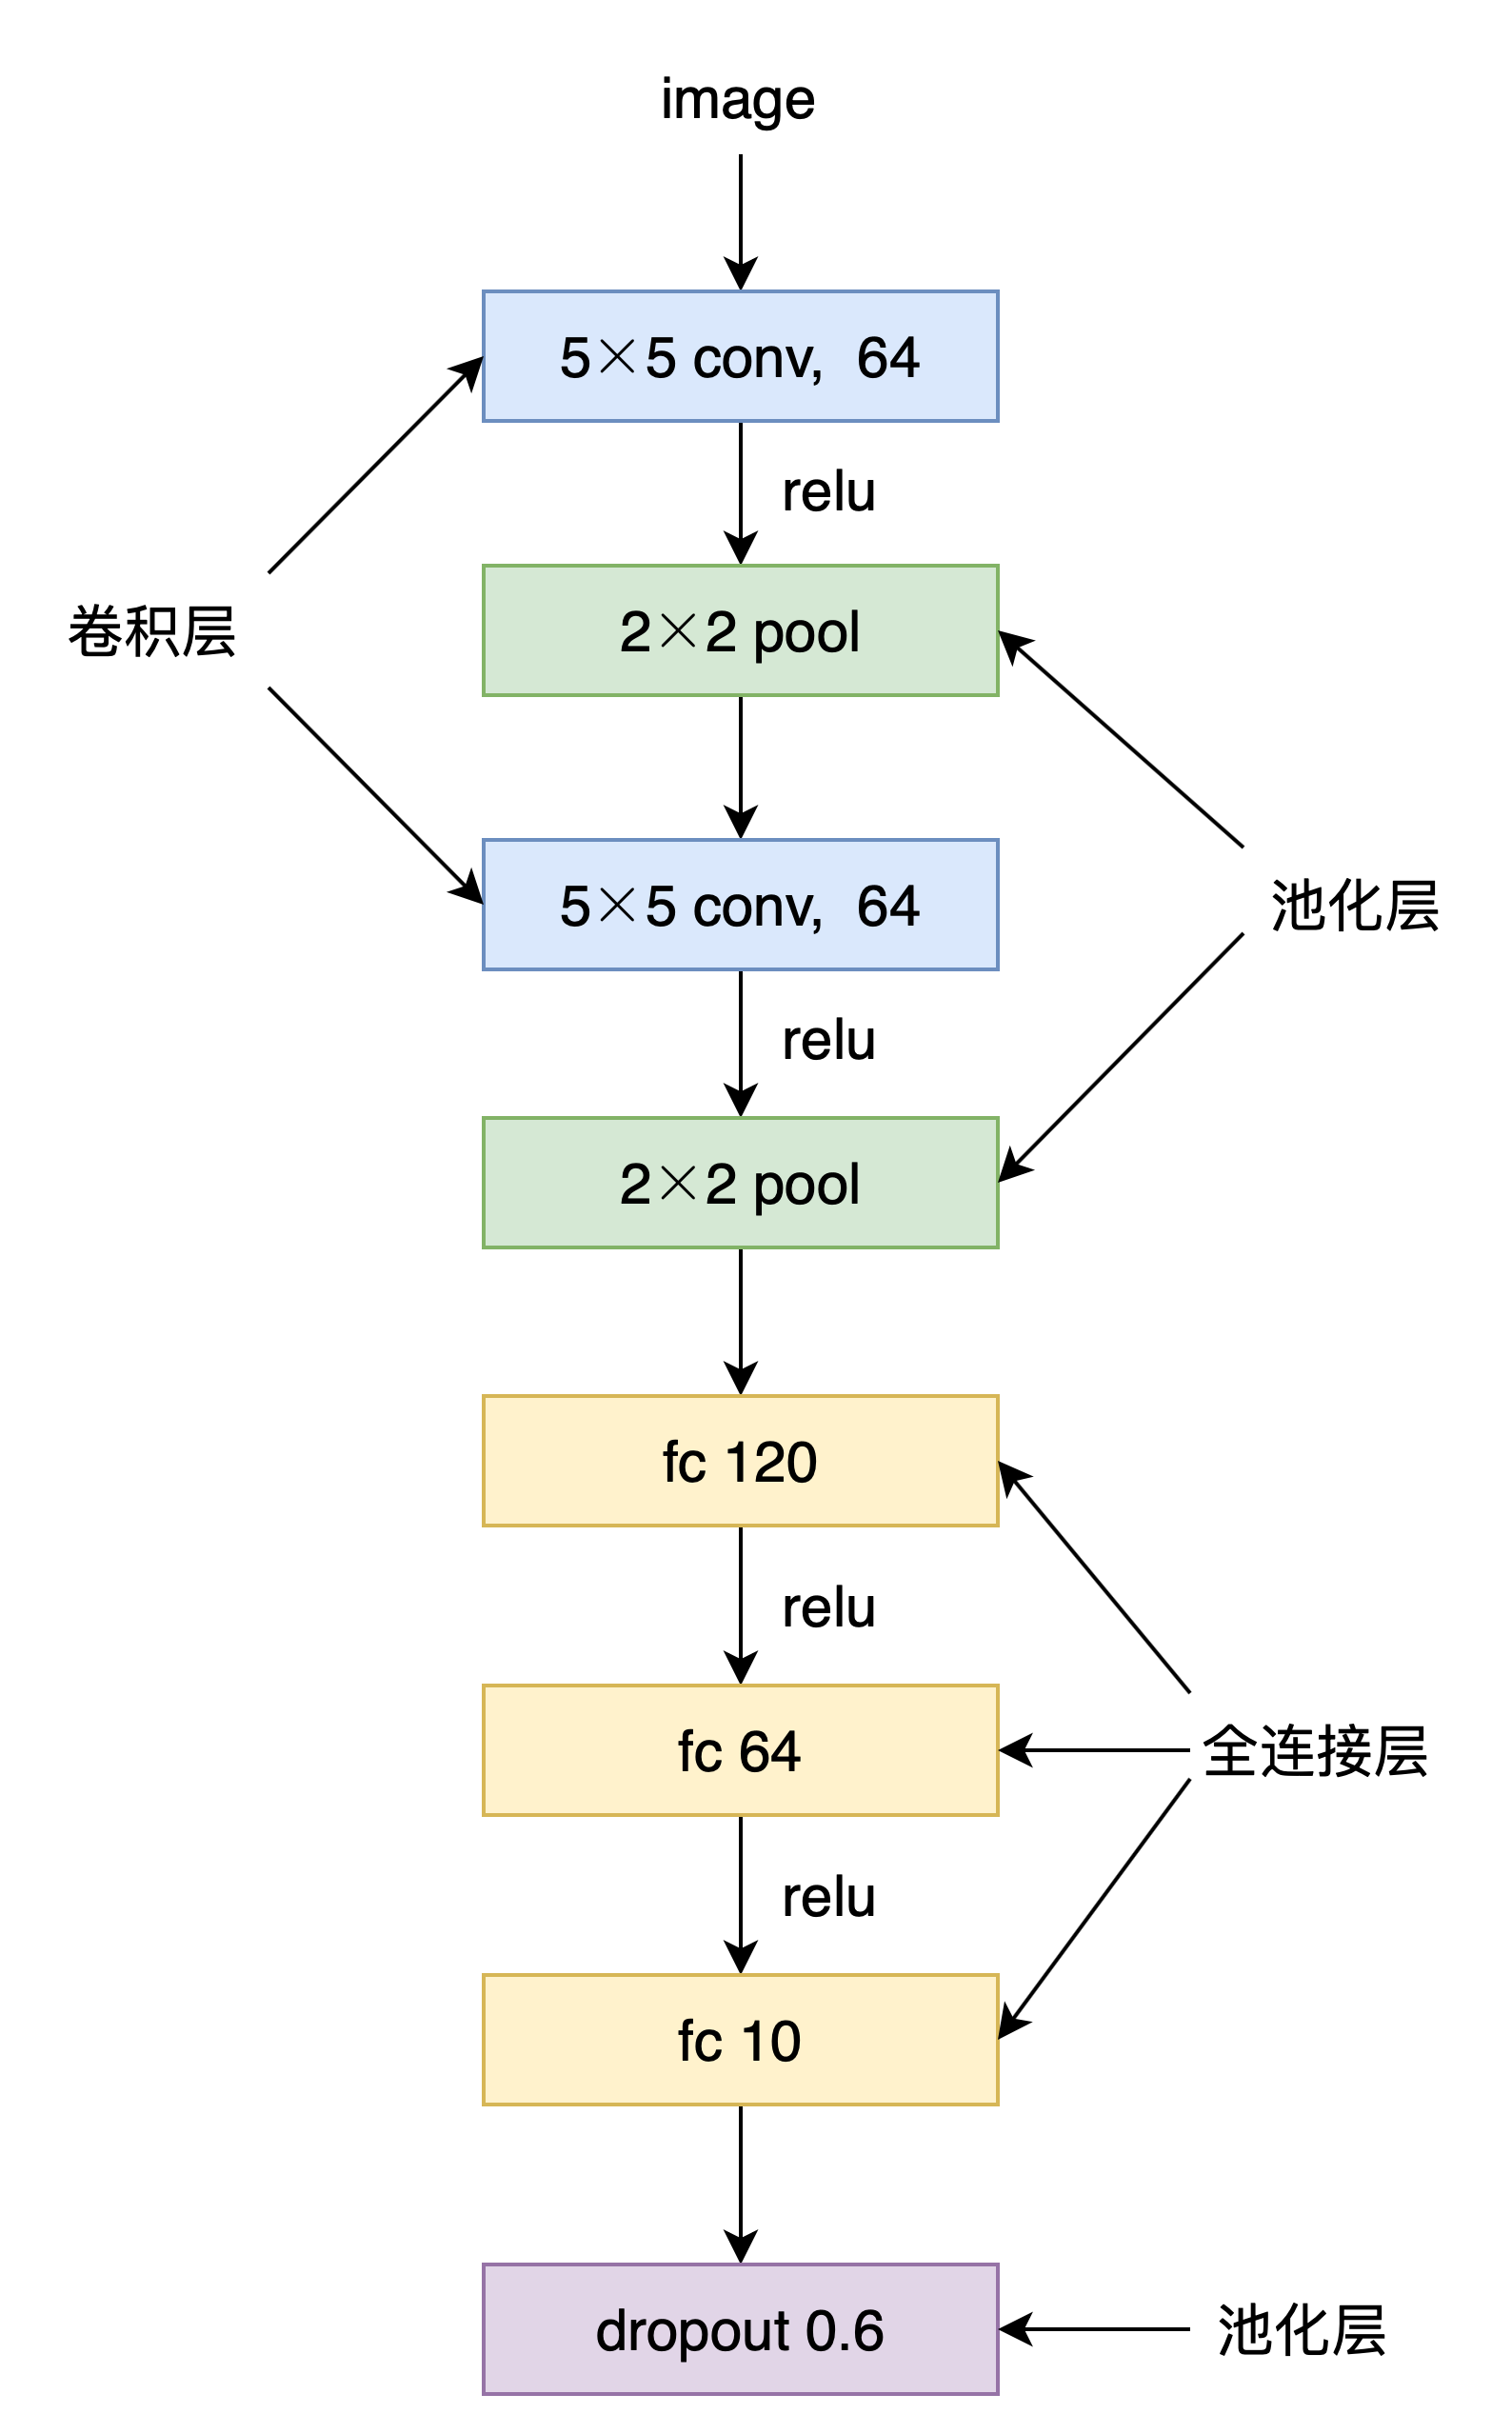 image
5×5 conv, 64
relu
卷积层
2×2 pool
5×5 conv, 64
池化层
relu
2×2 pool
fc 120
relu
fc 64
全连接层
relu
fc 10
dropout 0.6
池化层